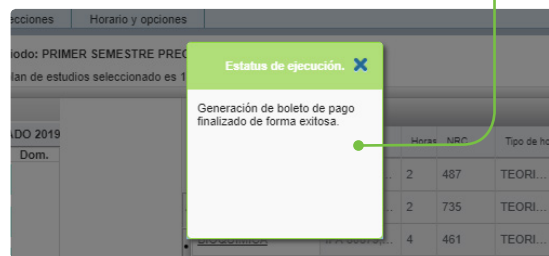 ecciones Horario y opciones
iodo: PRIMER SEMESTRE PREG
lan de estudios seleccionado es 1
Estatus de ejecución. X
Generación de boleto de pago
finalizado de forma exitosa.
ADO 2019
Dom.
Horas NRC Tipo de ho
2 487 TEORI...
2 735 TEORI...
4 461 TEORI...